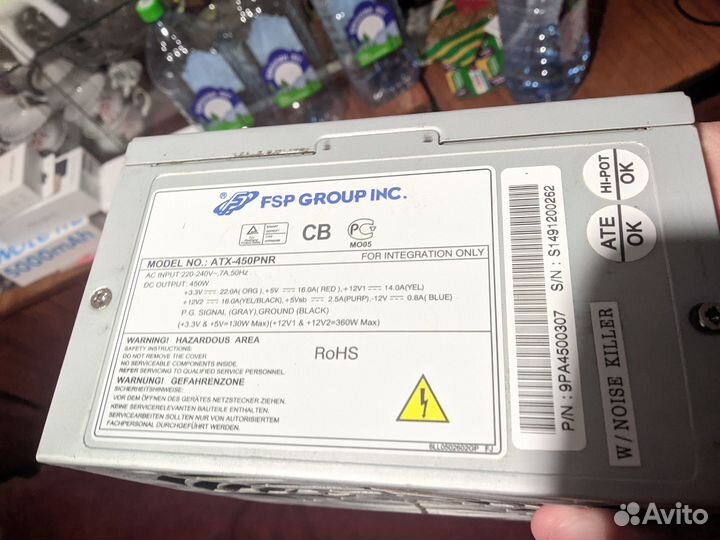 FSP GROUP INC.
CB
PC
MO05
MODEL NO.: ATX-450PNR
FOR INTEGRATION ONLY
AC INPUT:220-240V~,7A.50Hz
DC OUTPUT: 450W
+3.3V 22.0A( ORG ),+5V 16.0A( RED ), +12V1 14.0A(YEL)
+12V2 16.0A(YEL/BLACK), +5Vsb 2.5A(PURP),-12V 0.8A( BLUE)
P.G. SIGNAL (GRAY),GROUND (BLACK)
(+3.3V & +5V=130W Max)(+12V1 & +12V2=360W Max)
WARNING! HAZARDOUS AREA
SAFETY INSTRUCTIONS:
DO NOT REMOVE THE COVER
NO SERVICEABLE COMPONENTS INSIDE.
REFER SERVICING TO QUALIFIED SERVICE PERSONNEL.
RoHS
WARNUNG! GEFAHRENZONE
SICHERHEITSHINWEISE:
VOR DEM ÖFFNEN DES GERÄTES NETZSTECKER ZIEHEN.
KEINE SERVICIERBAREN BAUTEILE ENTHALTEN.
SERVICEARBEITEN SOLLTEN NUR VON AUTORISIERTEM
FACHPERSONAL DURCHGEFÜHRT WERDEN.
P/N : 9PA4500307
S/N : S1491200262
ATE
OK
HI-POT
OK
W/ NOISE KILLER
5000mAh
Avito